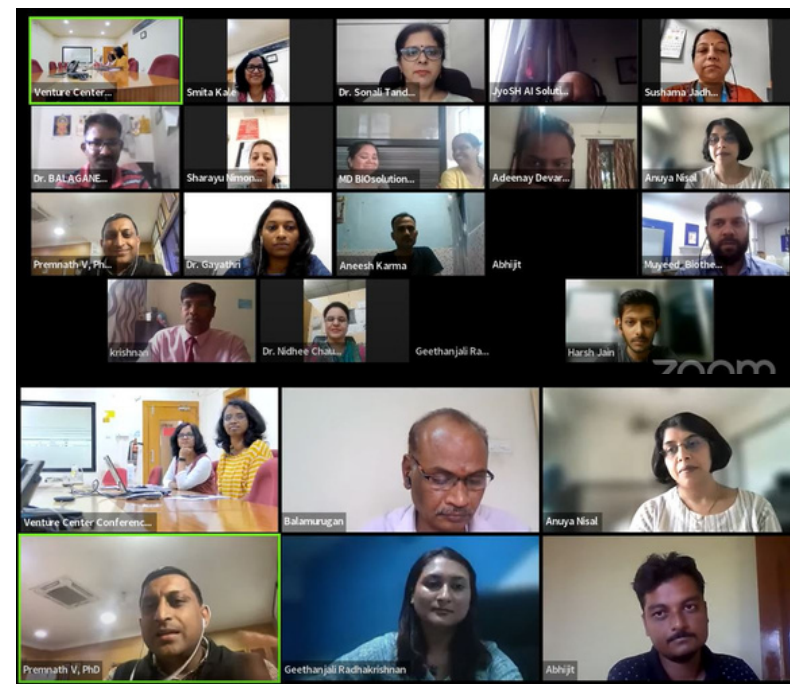 Venture Center...
Smita Kale
Dr. Sonali Tand...
JyoSH AI Soluti...
Sushama Jadh...
Dr. BALAGANE...
Sharayu Nimon...
MD BIOsolution...
Adeenay Devar...
Anuya Nisal
Premnath V, Ph...
Dr. Gayathri
Aneesh Karma
Abhijit
Muyeed_Biothe...
krishnan
Dr. Nidhee Chau...
Geethanjali Ra...
Harsh Jain
zoom
Venture Center Conferenc...
Balamurugan
Anuya Nisal
Premnath V, PhD
Geethanjali Radhakrishnan
Abhijit